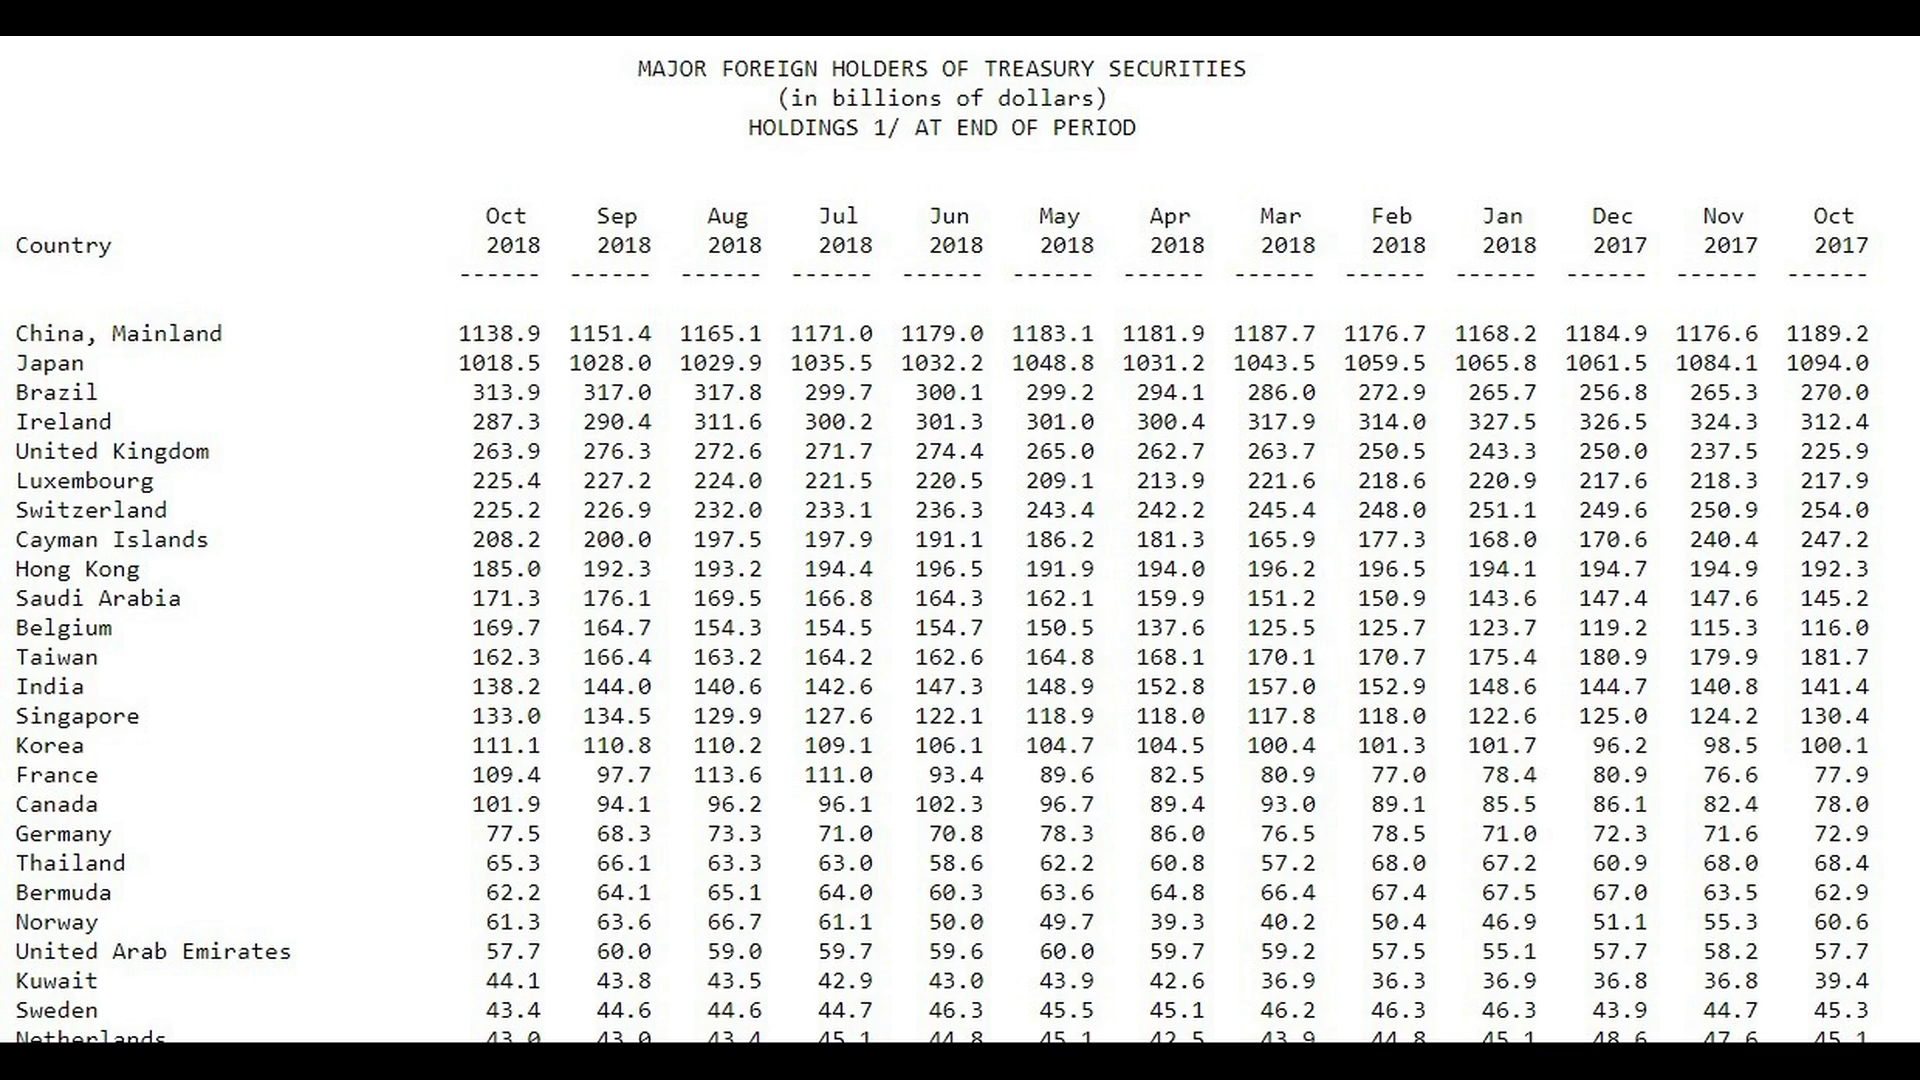 MAJOR FOREIGN HOLDERS OF TREASURY SECURITIES
(in billions of dollars)
HOLDINGS 1/ AT END OF PERIOD
Oct Sep Aug Jul Jun May Apr Mar Feb Jan Dec Nov Oct
Country 2018 2018 2018 2018 2018 2018 2018 2018 2018 2018 2017 2017 2017
------ ------ ------ ------ ------ ------ ------ ------ ------ ------ ------ ------ ------
China, Mainland 1138.9 1151.4 1165.1 1171.0 1179.0 1183.1 1181.9 1187.7 1176.7 1168.2 1184.9 1176.6 1189.2
Japan 1018.5 1028.0 1029.9 1035.5 1032.2 1048.8 1031.2 1043.5 1059.5 1065.8 1061.5 1084.1 1094.0
Brazil 313.9 317.0 317.8 299.7 300.1 299.2 294.1 286.0 272.9 265.7 256.8 265.3 270.0
Ireland 287.3 290.4 311.6 300.2 301.3 301.0 300.4 317.9 314.0 327.5 326.5 324.3 312.4
United Kingdom 263.9 276.3 272.6 271.7 274.4 265.0 262.7 263.7 250.5 243.3 250.0 237.5 225.9
Luxembourg 225.4 227.2 224.0 221.5 220.5 209.1 213.9 221.6 218.6 220.9 217.6 218.3 217.9
Switzerland 225.2 226.9 232.0 233.1 236.3 243.4 242.2 245.4 248.0 251.1 249.6 250.9 254.0
Cayman Islands 208.2 200.0 197.5 197.9 191.1 186.2 181.3 165.9 177.3 168.0 170.6 240.4 247.2
Hong Kong 185.0 192.3 193.2 194.4 196.5 191.9 194.0 196.2 196.5 194.1 194.7 194.9 192.3
Saudi Arabia 171.3 176.1 169.5 166.8 164.3 162.1 159.9 151.2 150.9 143.6 147.4 147.6 145.2
Belgium 169.7 164.7 154.3 154.5 154.7 150.5 137.6 125.5 125.7 123.7 119.2 115.3 116.0
Taiwan 162.3 166.4 163.2 164.2 162.6 164.8 168.1 170.1 170.7 175.4 180.9 179.9 181.7
India 138.2 144.0 140.6 142.6 147.3 148.9 152.8 157.0 152.9 148.6 144.7 140.8 141.4
Singapore 133.0 134.5 129.9 127.6 122.1 118.9 118.0 117.8 118.0 122.6 125.0 124.2 130.4
Korea 111.1 110.8 110.2 109.1 106.1 104.7 104.5 100.4 101.3 101.7 96.2 98.5 100.1
France 109.4 97.7 113.6 111.0 93.4 89.6 82.5 80.9 77.0 78.4 80.9 76.6 77.9
Canada 101.9 94.1 96.2 96.1 102.3 96.7 89.4 93.0 89.1 85.5 86.1 82.4 78.0
Germany 77.5 68.3 73.3 71.0 70.8 78.3 86.0 76.5 78.5 71.0 72.3 71.6 72.9
Thailand 65.3 66.1 63.3 63.0 58.6 62.2 60.8 57.2 68.0 67.2 60.9 68.0 68.4
Bermuda 62.2 64.1 65.1 64.0 60.3 63.6 64.8 66.4 67.4 67.5 67.0 63.5 62.9
Norway 61.3 63.6 66.7 61.1 50.0 49.7 39.3 40.2 50.4 46.9 51.1 55.3 60.6
United Arab Emirates 57.7 60.0 59.0 59.7 59.6 60.0 59.7 59.2 57.5 55.1 57.7 58.2 57.7
Kuwait 44.1 43.8 43.5 42.9 43.0 43.9 42.6 36.9 36.3 36.9 36.8 36.8 39.4
Sweden 43.4 44.6 44.6 44.7 46.3 45.5 45.1 46.2 46.3 46.3 43.9 44.7 45.3
Netherlands 43.0 43.0 43.4 45.1 44.8 45.1 42.5 43.9 44.8 45.1 48.6 47.6 45.1